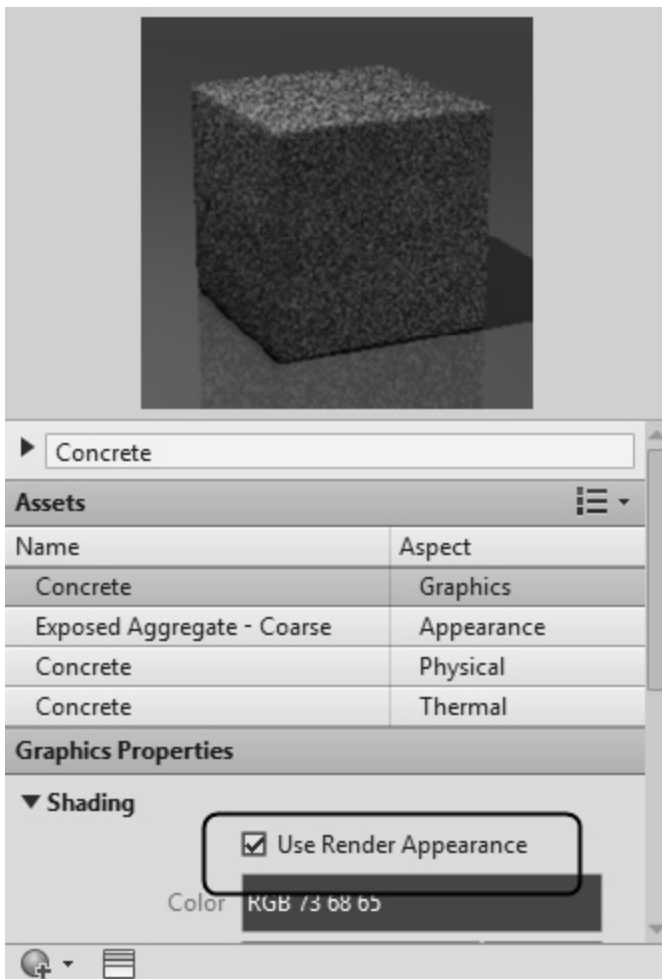 Concrete
Assets
Name Aspect
Concrete Graphics
Exposed Aggregate - Coarse Appearance
Concrete Physical
Concrete Thermal
Graphics Properties
Shading
Use Render Appearance
Color RGB 73 68 65